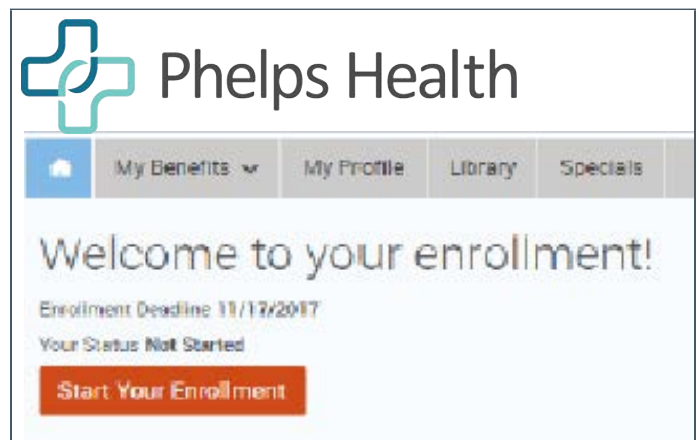 Phelps Health
My Benefits My Profile Library Specials
Welcome to your enrollment!
Enrollment Deadline 11/17/2017
Your Status Not Started
Start Your Enrollment